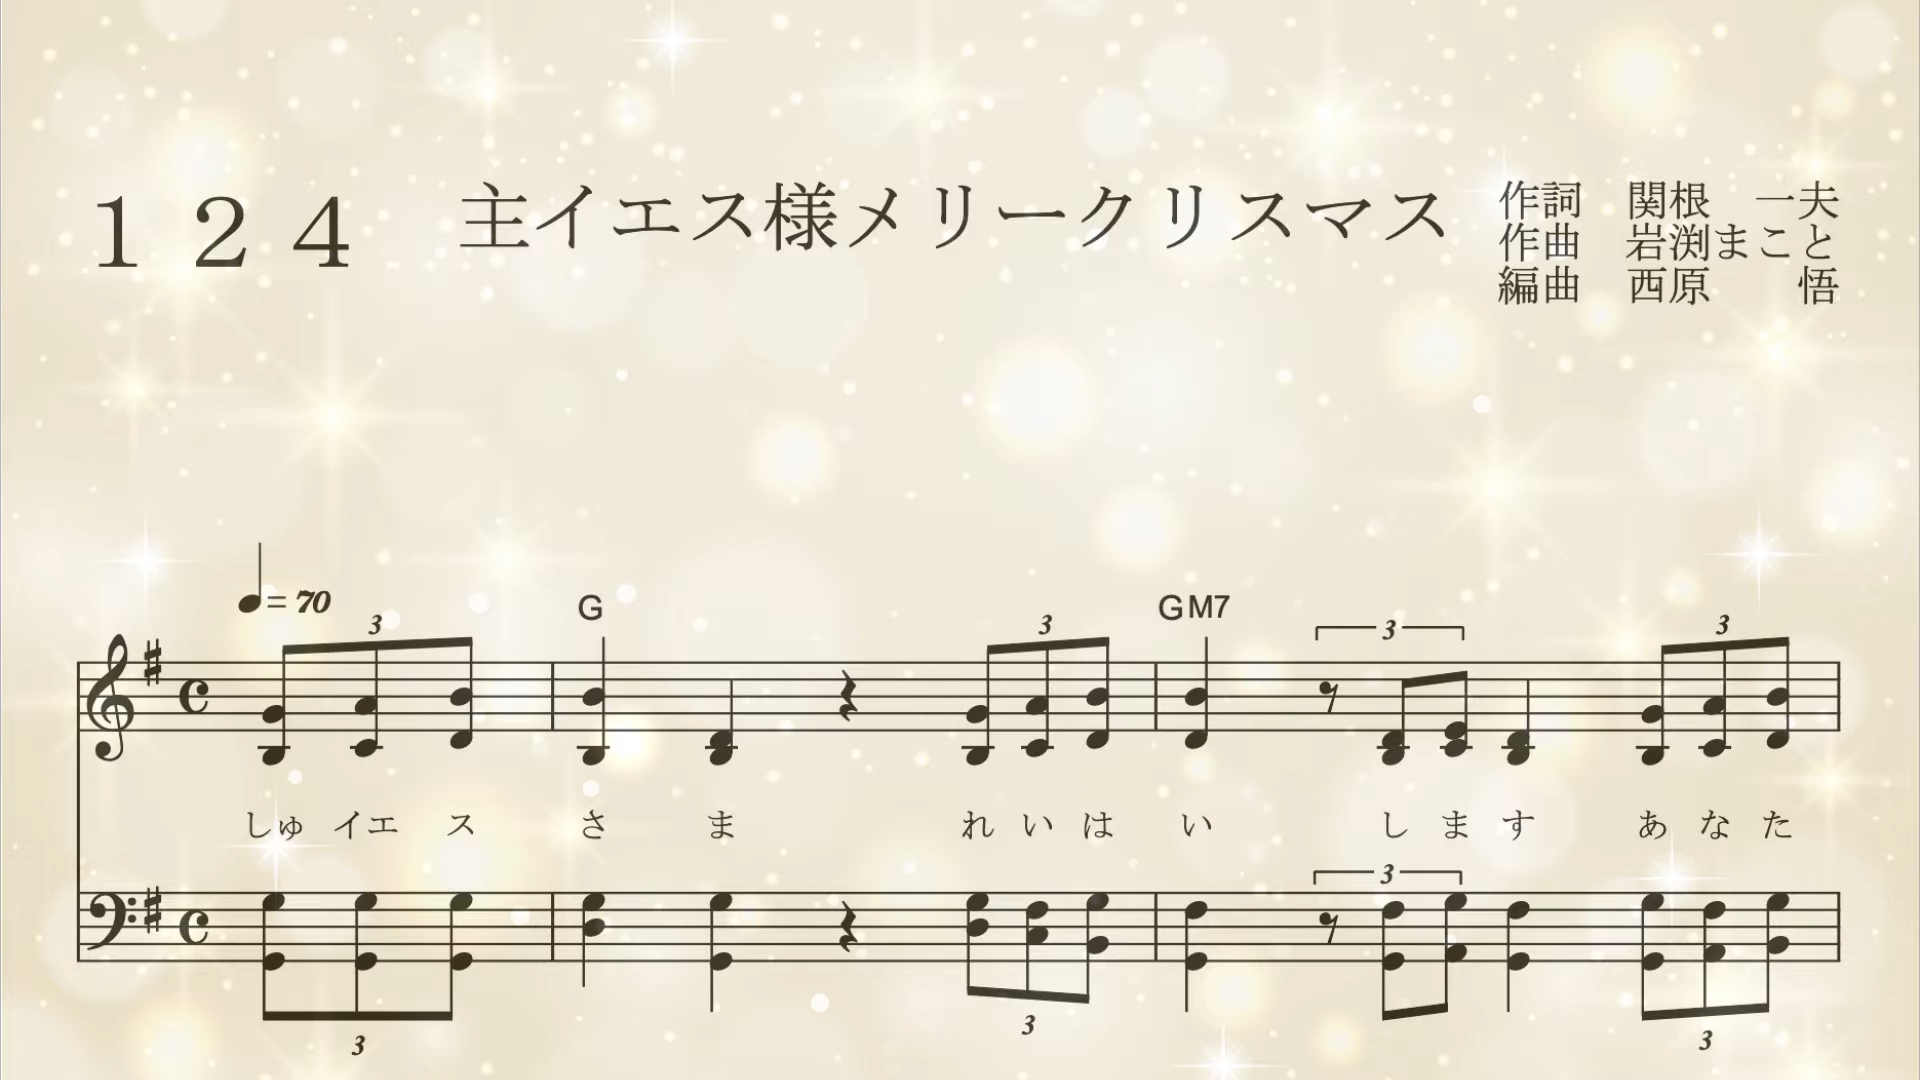 １２４　主イエス様メリークリスマス
作詞　関根　一夫
作曲　岩渕まこと
編曲　西原　　悟
= 70
3 G 3 GM7 3 3
しゅ イエ ス さ ま れ い は い し ま す あ な た
3
3 3 3